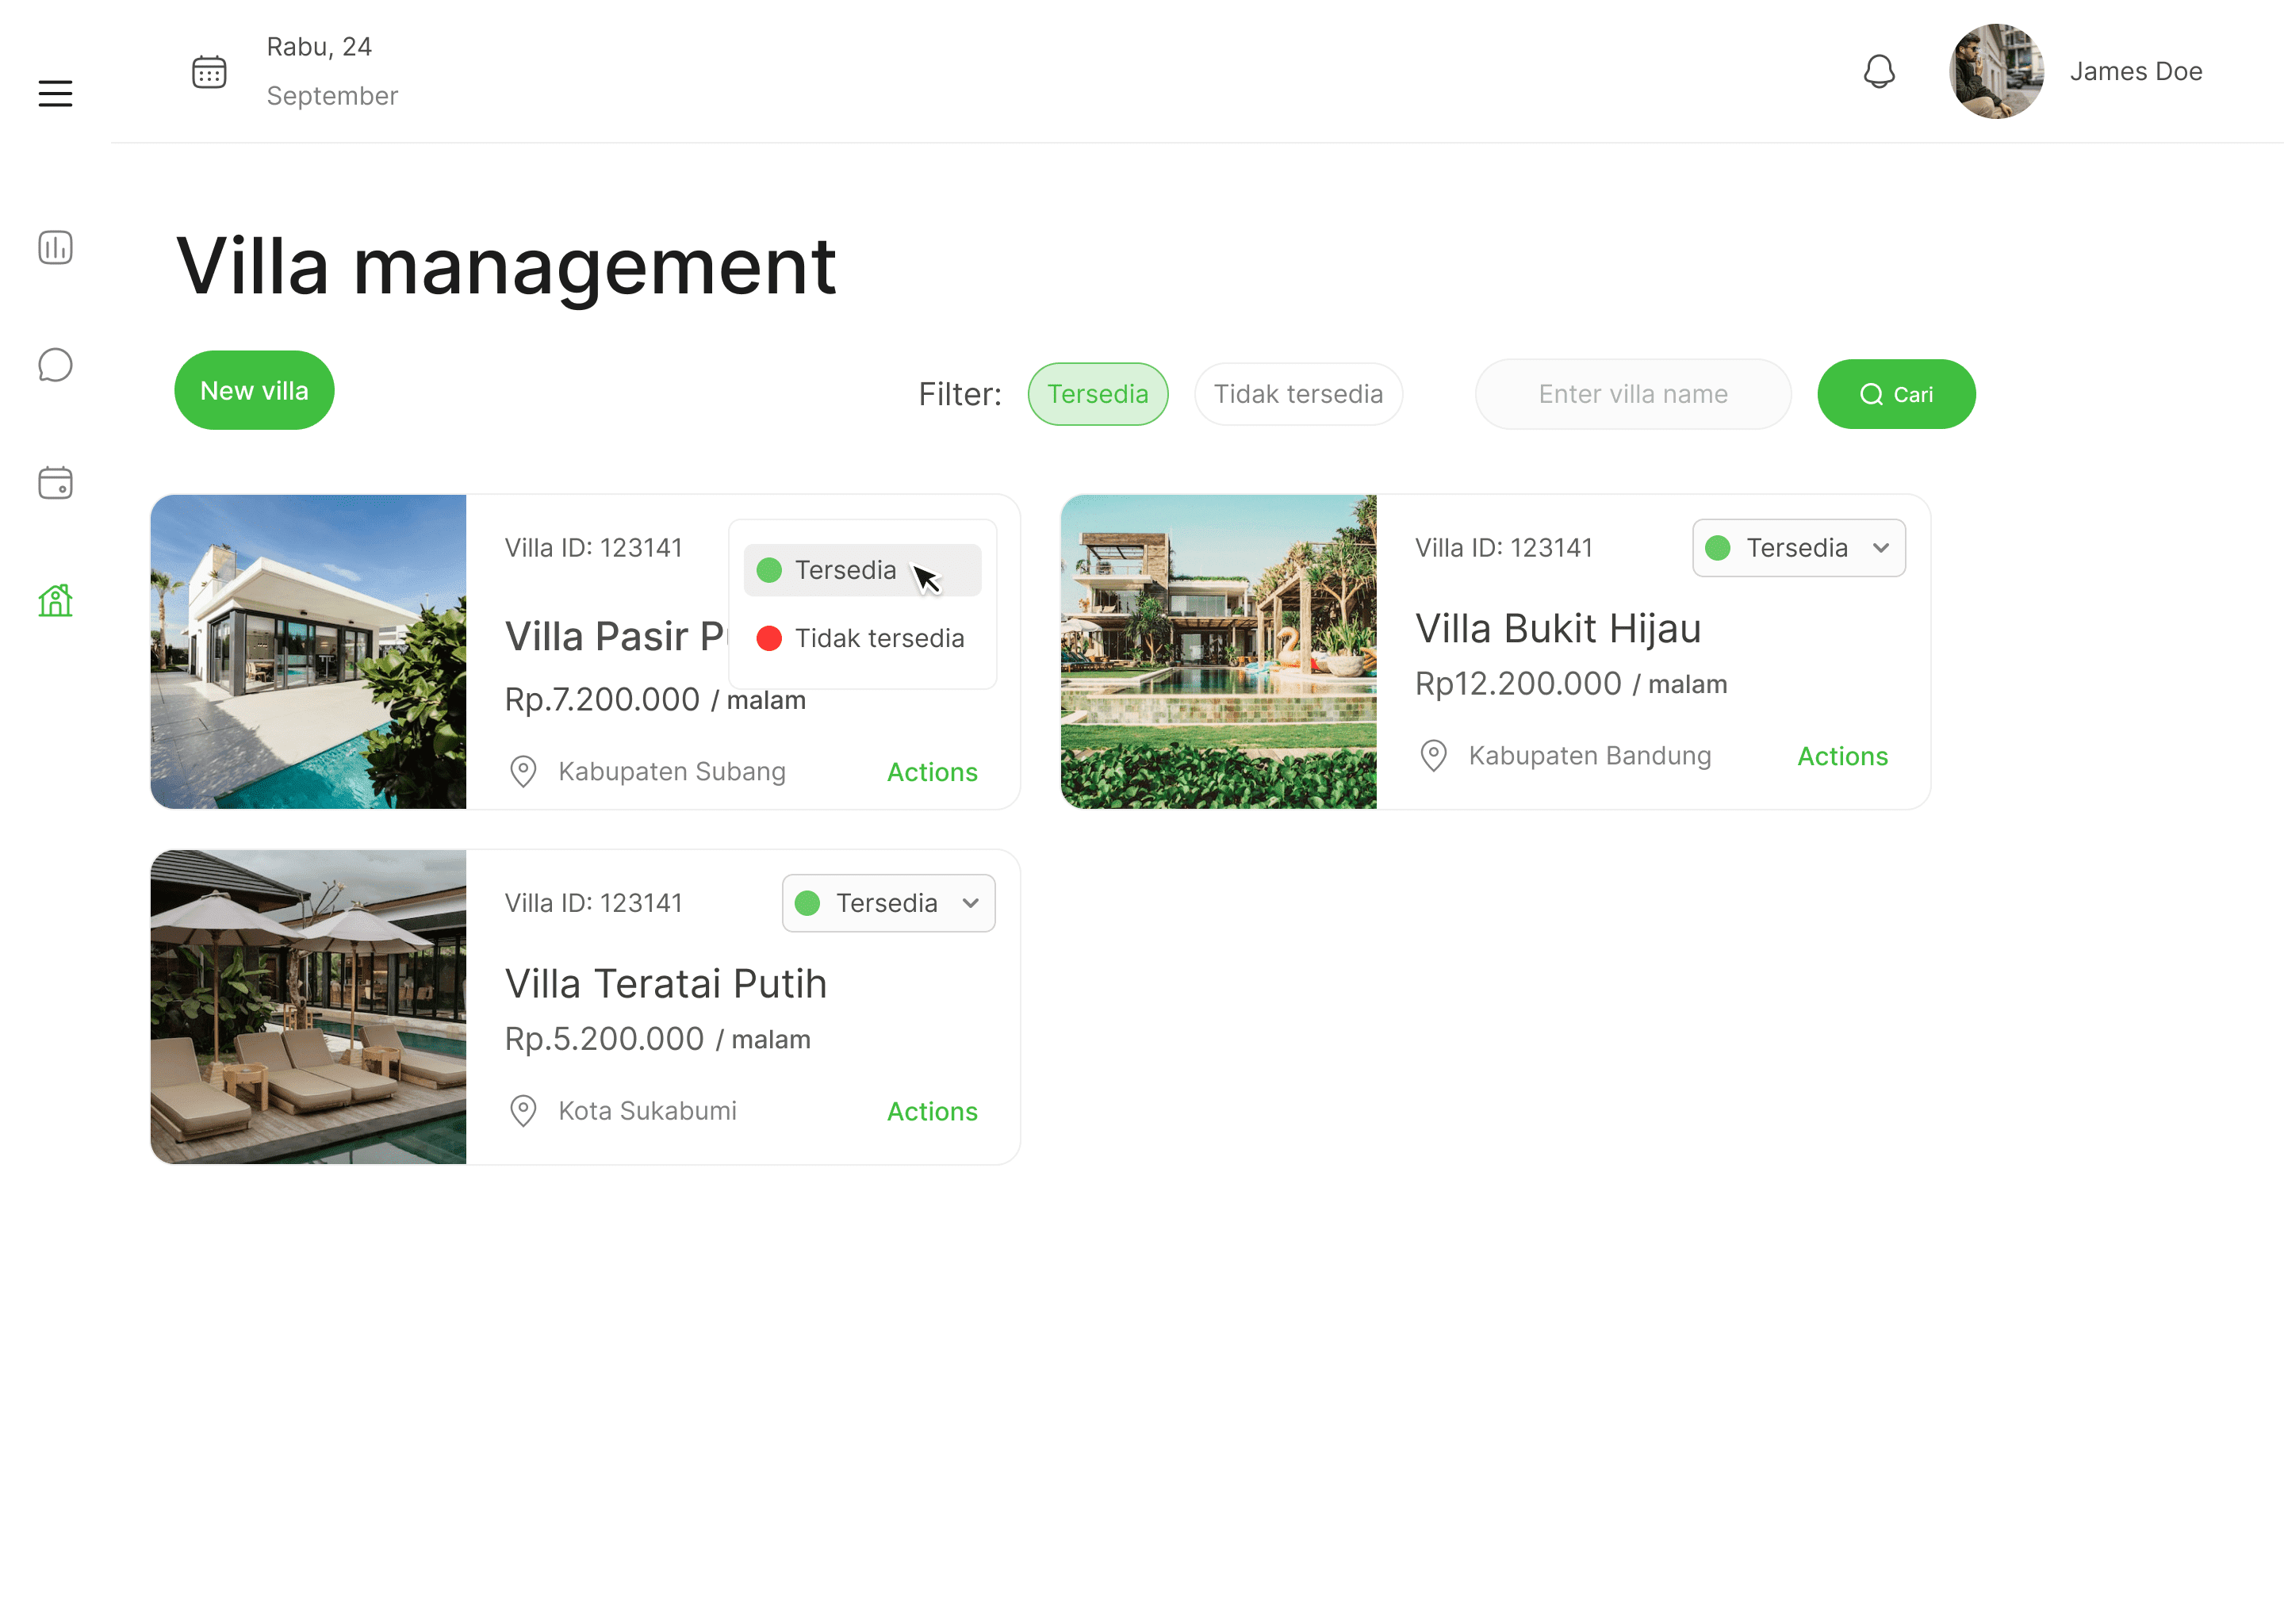 Rabu, 24
September
James Doe
Villa management
New villa
Filter:
Tersedia
Tidak tersedia
Enter villa name
Cari
Villa ID: 123141
Tersedia
Tidak tersedia
Villa Pasir
Rp.7.200.000 / malam
Kabupaten Subang
Actions
Villa ID: 123141
Tersedia
Villa Bukit Hijau
Rp12.200.000 / malam
Kabupaten Bandung
Actions
Villa ID: 123141
Tersedia
Villa Teratai Putih
Rp.5.200.000 / malam
Kota Sukabumi
Actions